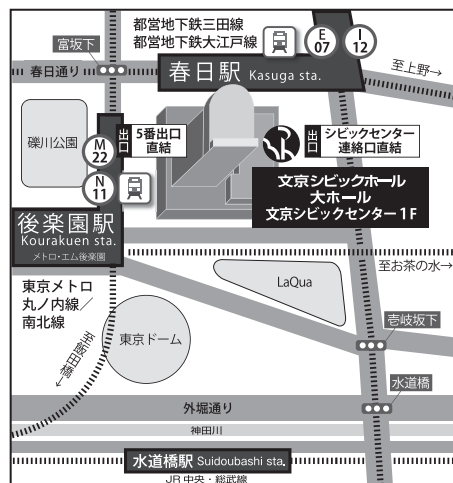 都営地下鉄三田線
都営地下鉄大江戸線
E
07
I
12
富坂下
春日通り
春日駅 Kasuga sta.
至上野→
礫川公園
M
22
出口
5番出口
直結
出口
シビックセンター
連絡口直結
N
11
文京シビックホール
大ホール
文京シビックセンター1F
後楽園駅
Kourakuen sta.
メトロ・エム後楽園
至お茶の水→
東京メトロ
丸ノ内線/
南北線
LaQua
至飯田橋→
東京ドーム
壱岐坂下
水道橋
外堀通り
神田川
水道橋駅 Suidoubashi sta.
JR中央・総武線